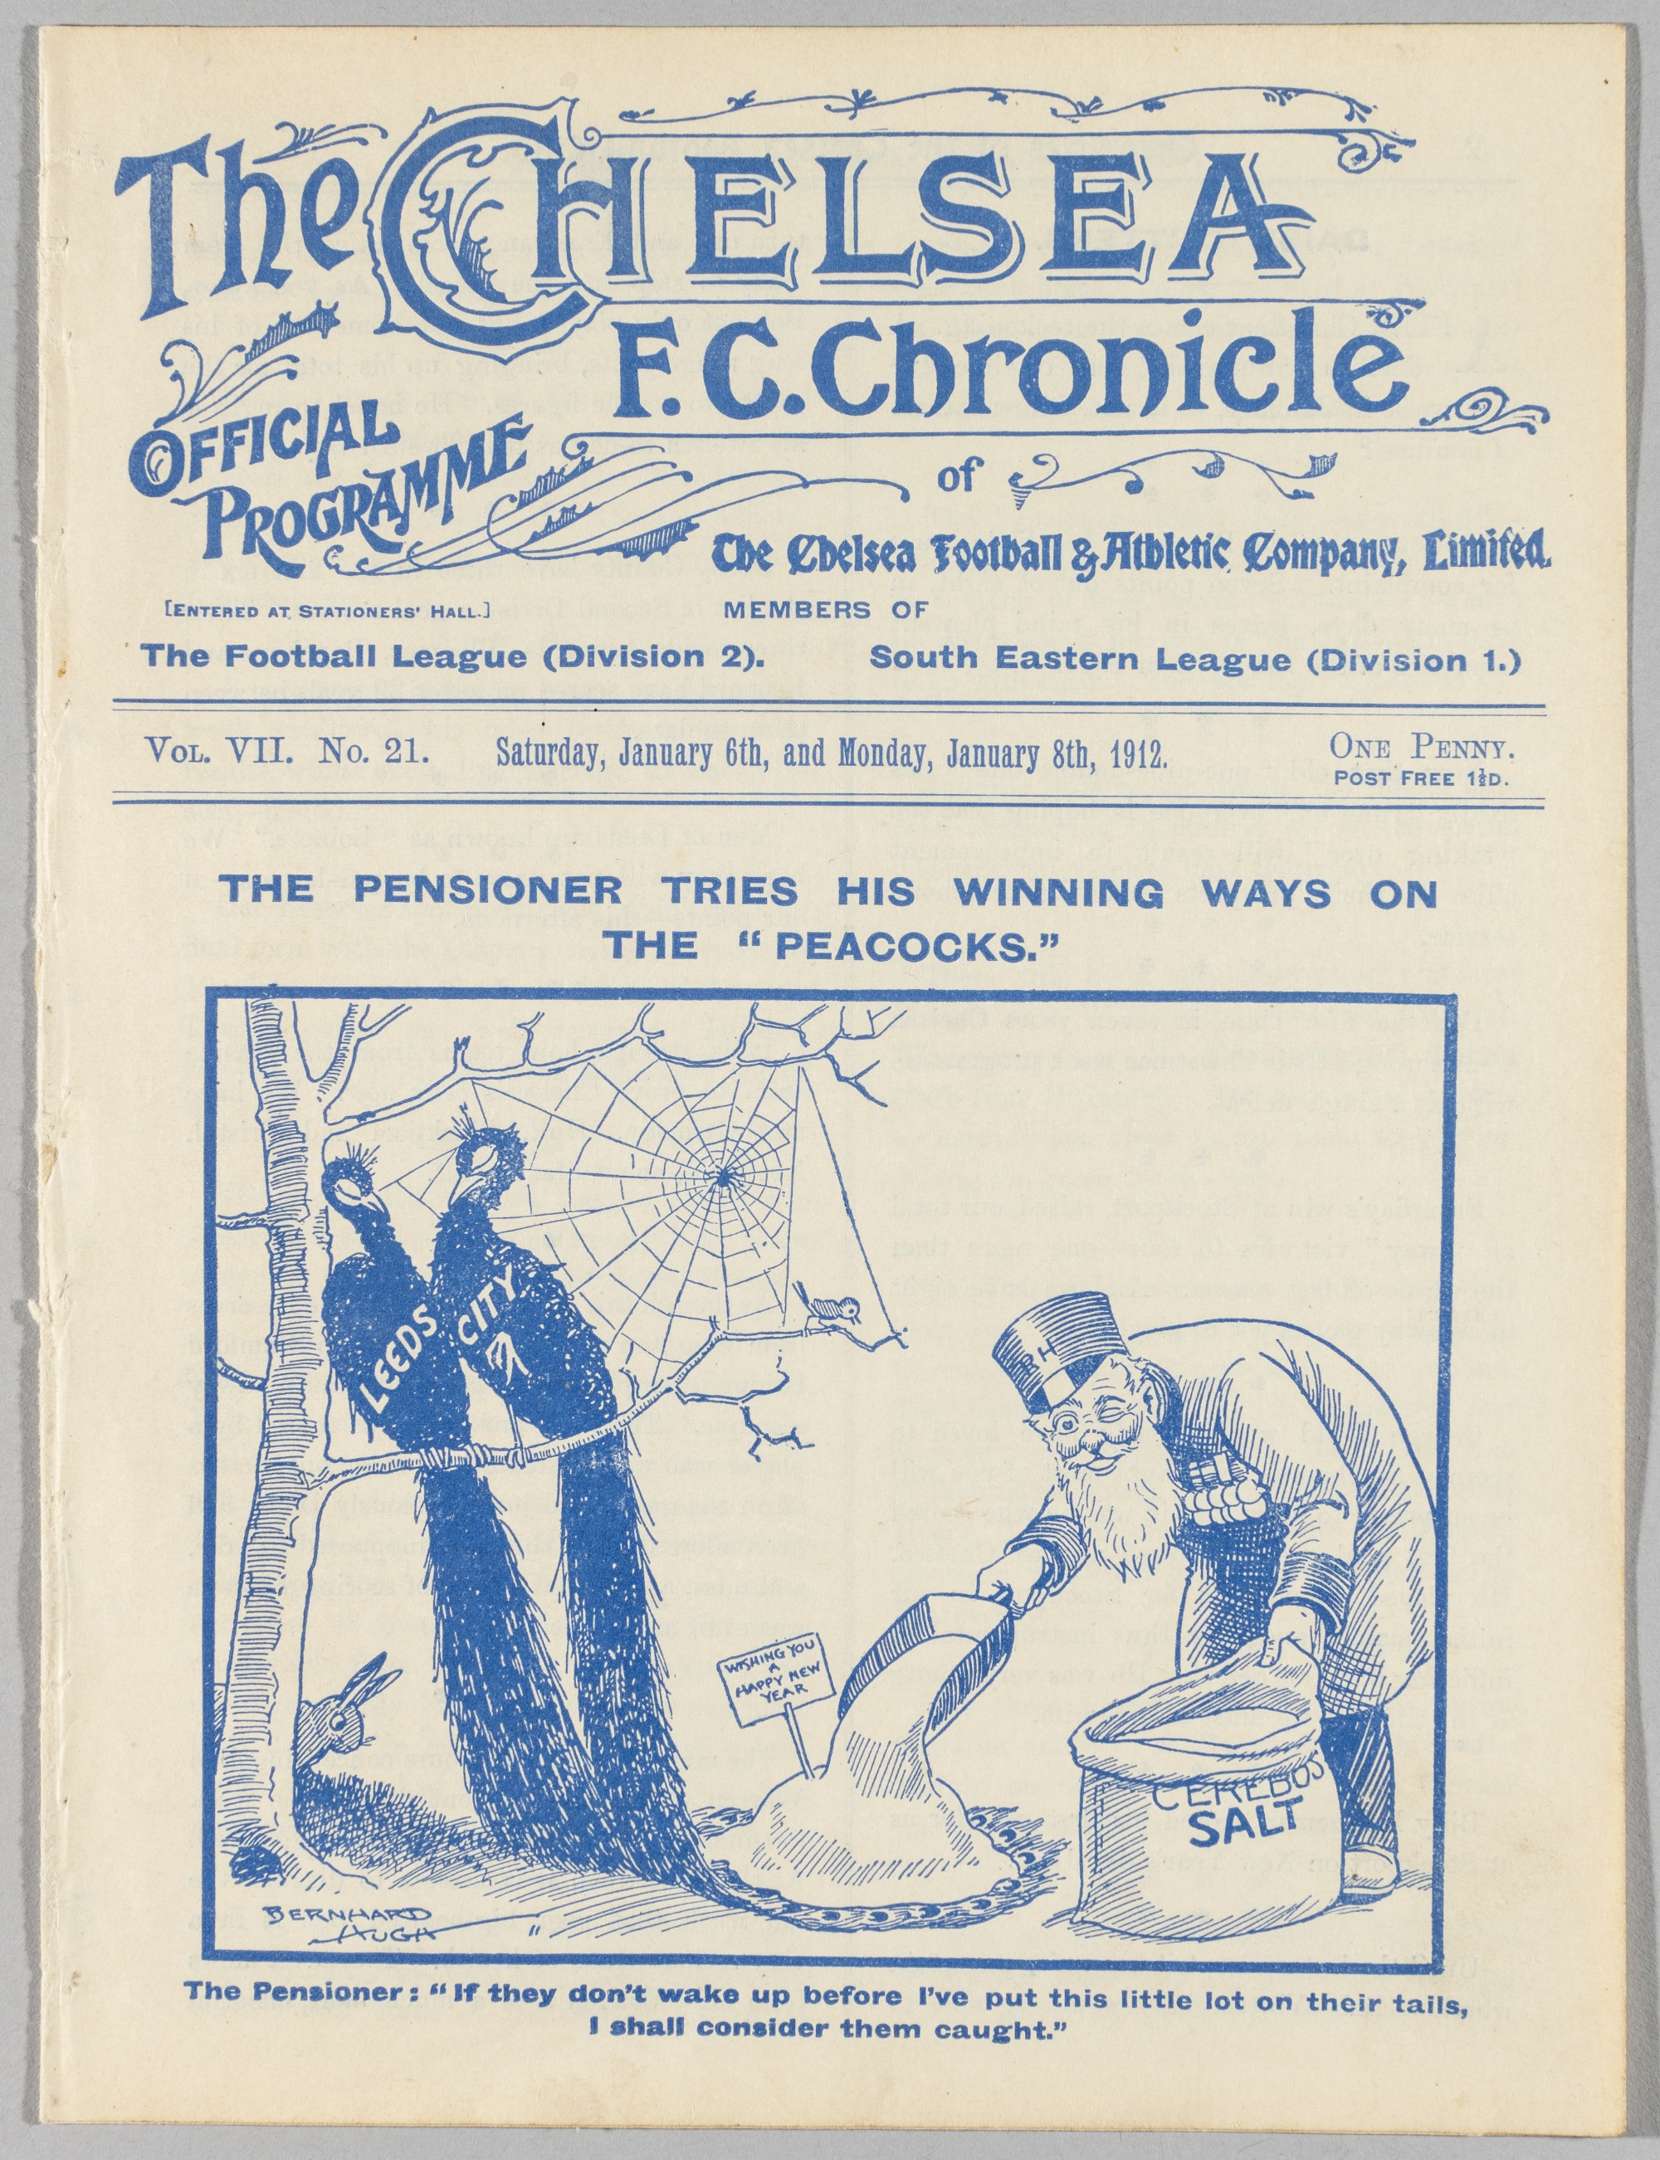 The CHELSEA
F.C. Chronicle
OFFICIAL
PROGRAMME
of
The Chelsea Football & Athletic Company, Limited.
[ENTERED AT STATIONERS' HALL.]
MEMBERS OF
The Football League (Division 2). South Eastern League (Division 1.)
VOL. VII. NO. 21. Saturday, January 6th, and Monday, January 8th, 1912. ONE PENNY.
POST FREE 1½D.
THE PENSIONER TRIES HIS WINNING WAYS ON
THE "PEACOCKS."
LEEDS
CITY
WISHING YOU
A
HAPPY NEW
YEAR
CEREBOS
SALT
BERNHARD
HUGH
The Pensioner: "If they don't wake up before I've put this little lot on their tails,
I shall consider them caught."